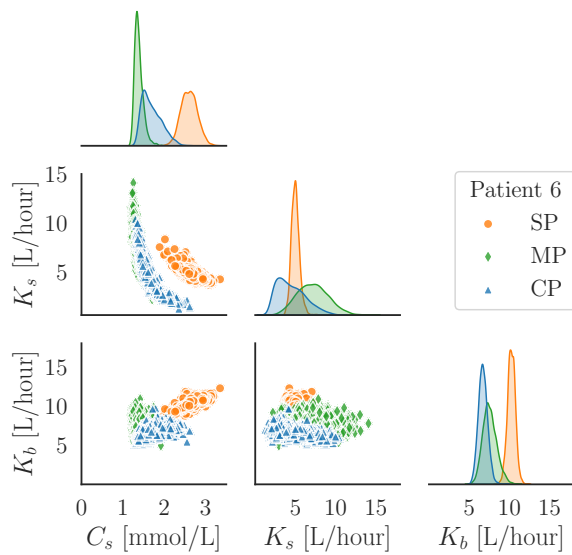 15
10
5
K_s [L/hour]
Patient 6
SP
MP
CP
15
10
5
K_b [L/hour]
0 1 2 3
5 10 15
5 10 15
C_s [mmol/L]
K_s [L/hour]
K_b [L/hour]